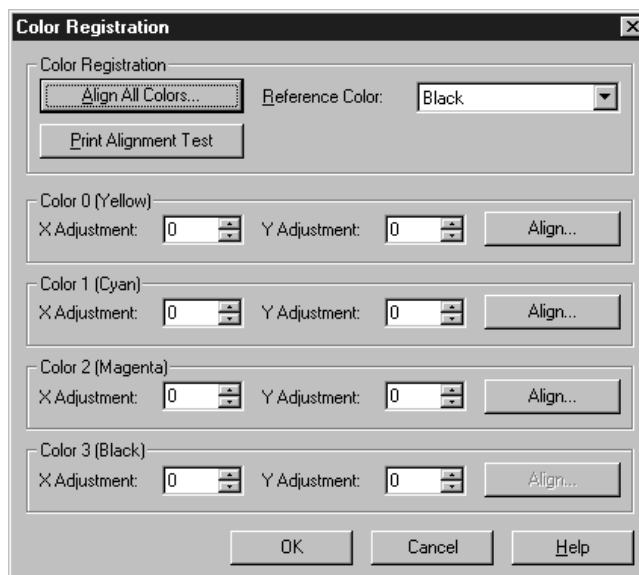 Color Registration
Color Registration
Align All Colors... Reference Color: Black
Print Alignment Test
Color 0 (Yellow)
X Adjustment: 0 Y Adjustment: 0 Align...
Color 1 (Cyan)
X Adjustment: 0 Y Adjustment: 0 Align...
Color 2 (Magenta)
X Adjustment: 0 Y Adjustment: 0 Align...
Color 3 (Black)
X Adjustment: 0 Y Adjustment: 0 Align...
OK Cancel Help